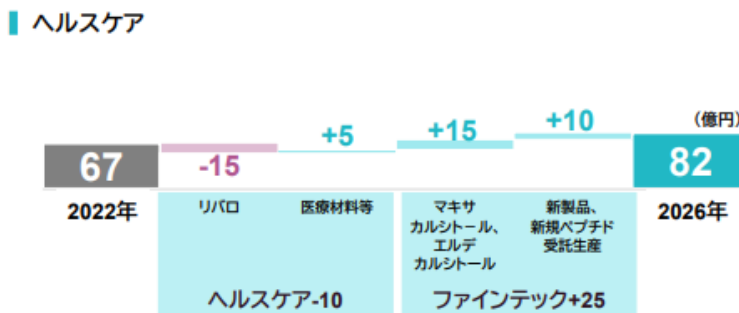 ヘルスケア
(億円)
67
-15
+5
+15
+10
82
2022年
リバロ
医療材料等
マキサ
カルシトール、
エルデ
カルシトール
新製品、
新規ペプチド
受託生産
2026年
ヘルスケア-10
ファインテック+25